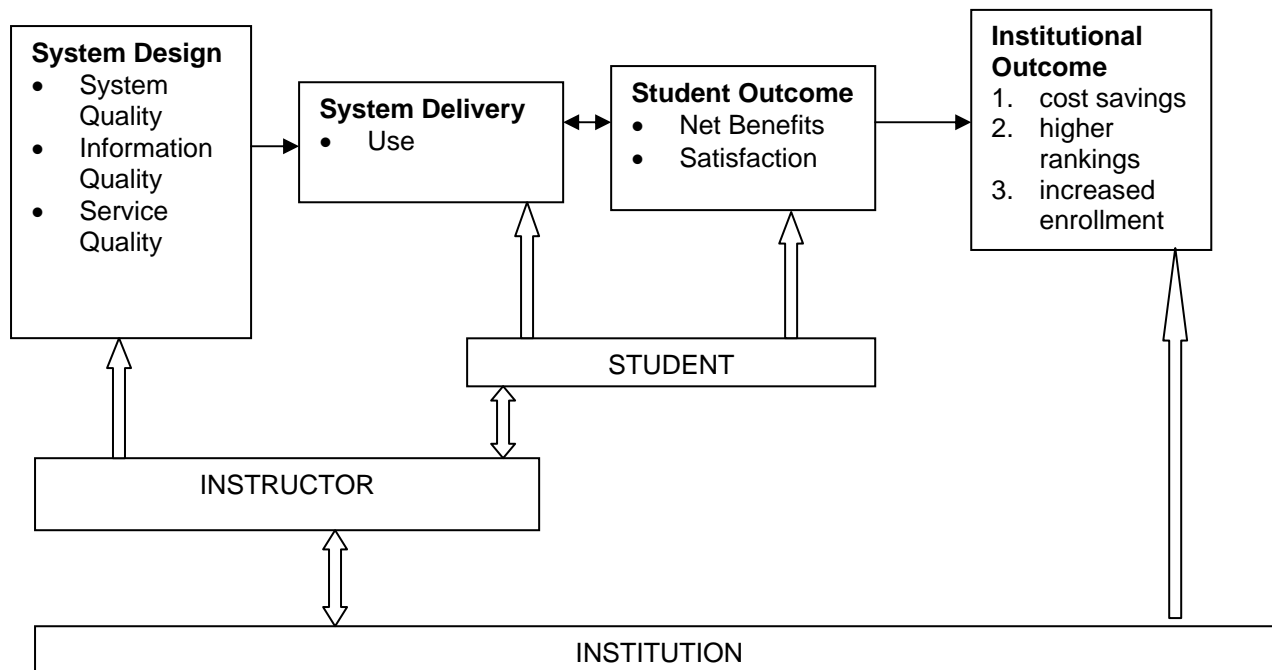 System Design
• System
Quality
• Information
Quality
• Service
Quality
System Delivery
• Use
Student Outcome
• Net Benefits
• Satisfaction
Institutional
Outcome
1. cost savings
2. higher
rankings
3. increased
enrollment
STUDENT
INSTRUCTOR
INSTITUTION